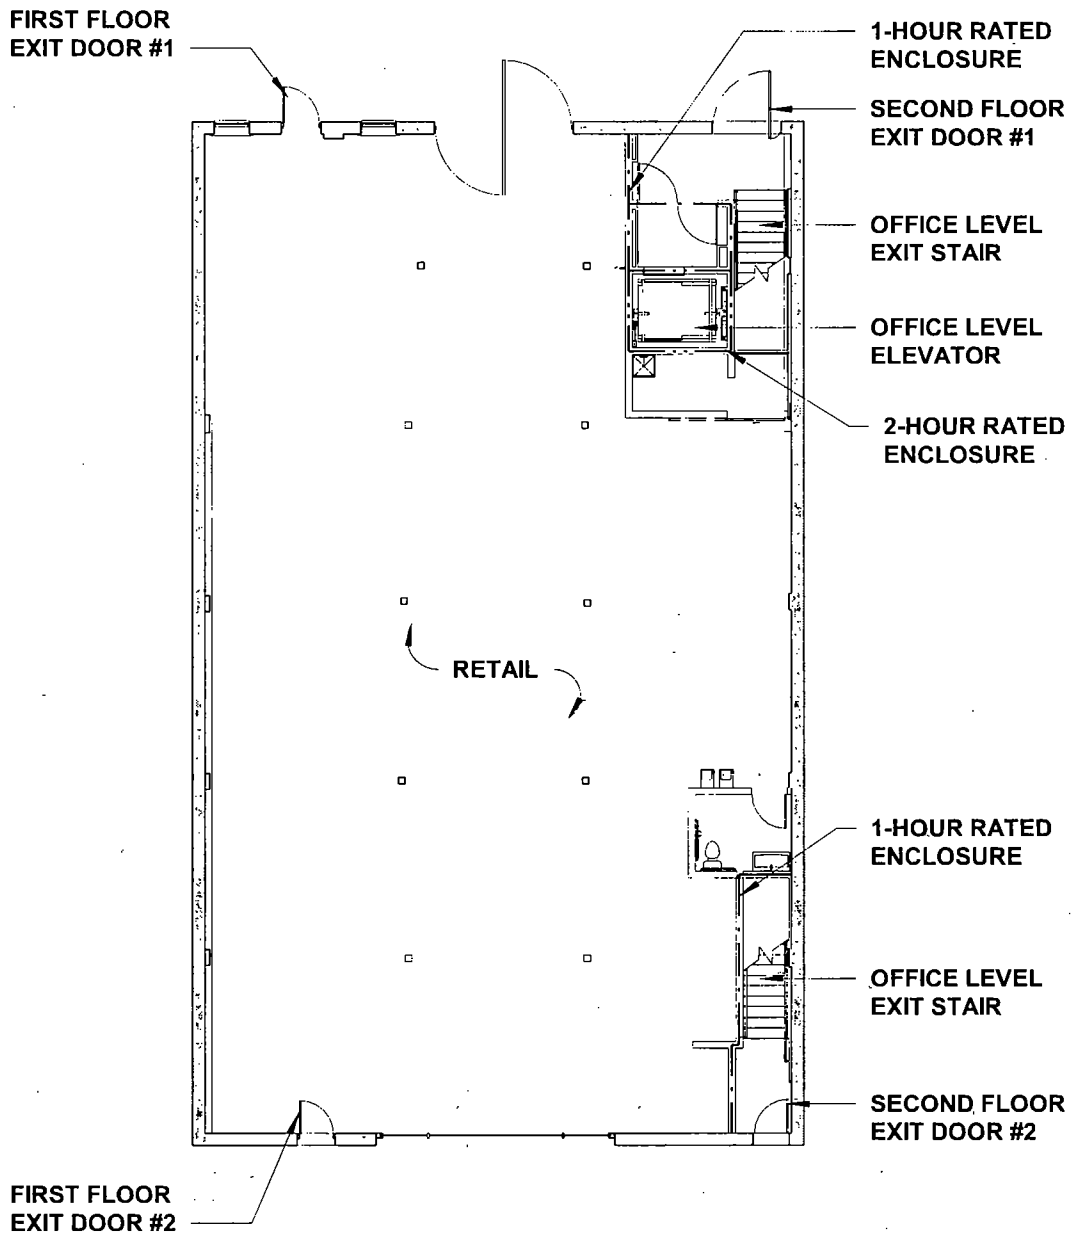 FIRST FLOOR
EXIT DOOR #1
1-HOUR RATED
ENCLOSURE
SECOND FLOOR
EXIT DOOR #1
OFFICE LEVEL
EXIT STAIR
OFFICE LEVEL
ELEVATOR
2-HOUR RATED
ENCLOSURE
RETAIL
1-HOUR RATED
ENCLOSURE
OFFICE LEVEL
EXIT STAIR
SECOND FLOOR
EXIT DOOR #2
FIRST FLOOR
EXIT DOOR #2